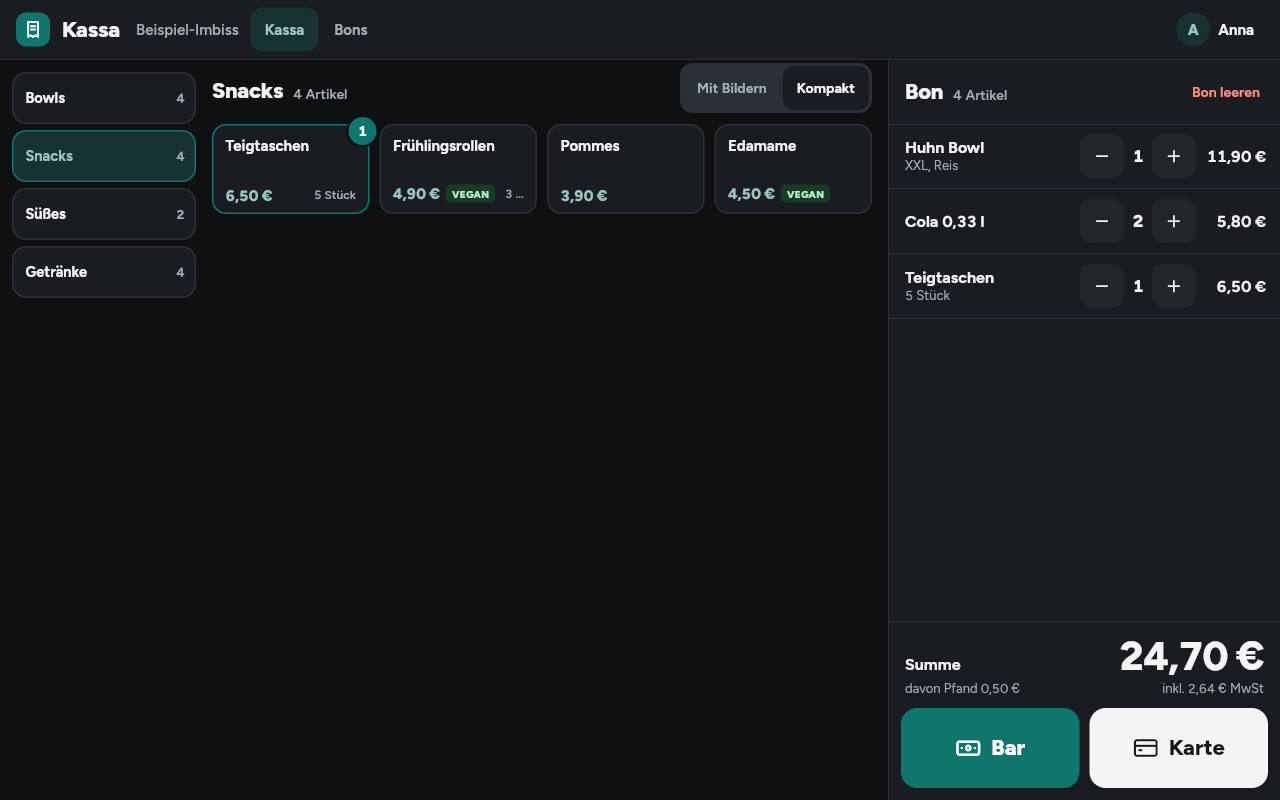 Kassa Beispiel-Imbiss Kassa Bons A Anna
Bowls 4
Snacks 4
Süßes 2
Getränke 4
Snacks 4 Artikel Mit Bildern Kompakt
Teigtaschen 1
6,50 € 5 Stück
Frühlingsrollen
4,90 € VEGAN 3 ...
Pommes
3,90 €
Edamame
4,50 € VEGAN
Bon 4 Artikel Bon leeren
Huhn Bowl − 1 + 11,90 €
XXL, Reis
Cola 0,33 l − 2 + 5,80 €
Teigtaschen − 1 + 6,50 €
5 Stück
Summe 24,70 €
davon Pfand 0,50 € inkl. 2,64 € MwSt
Bar Karte